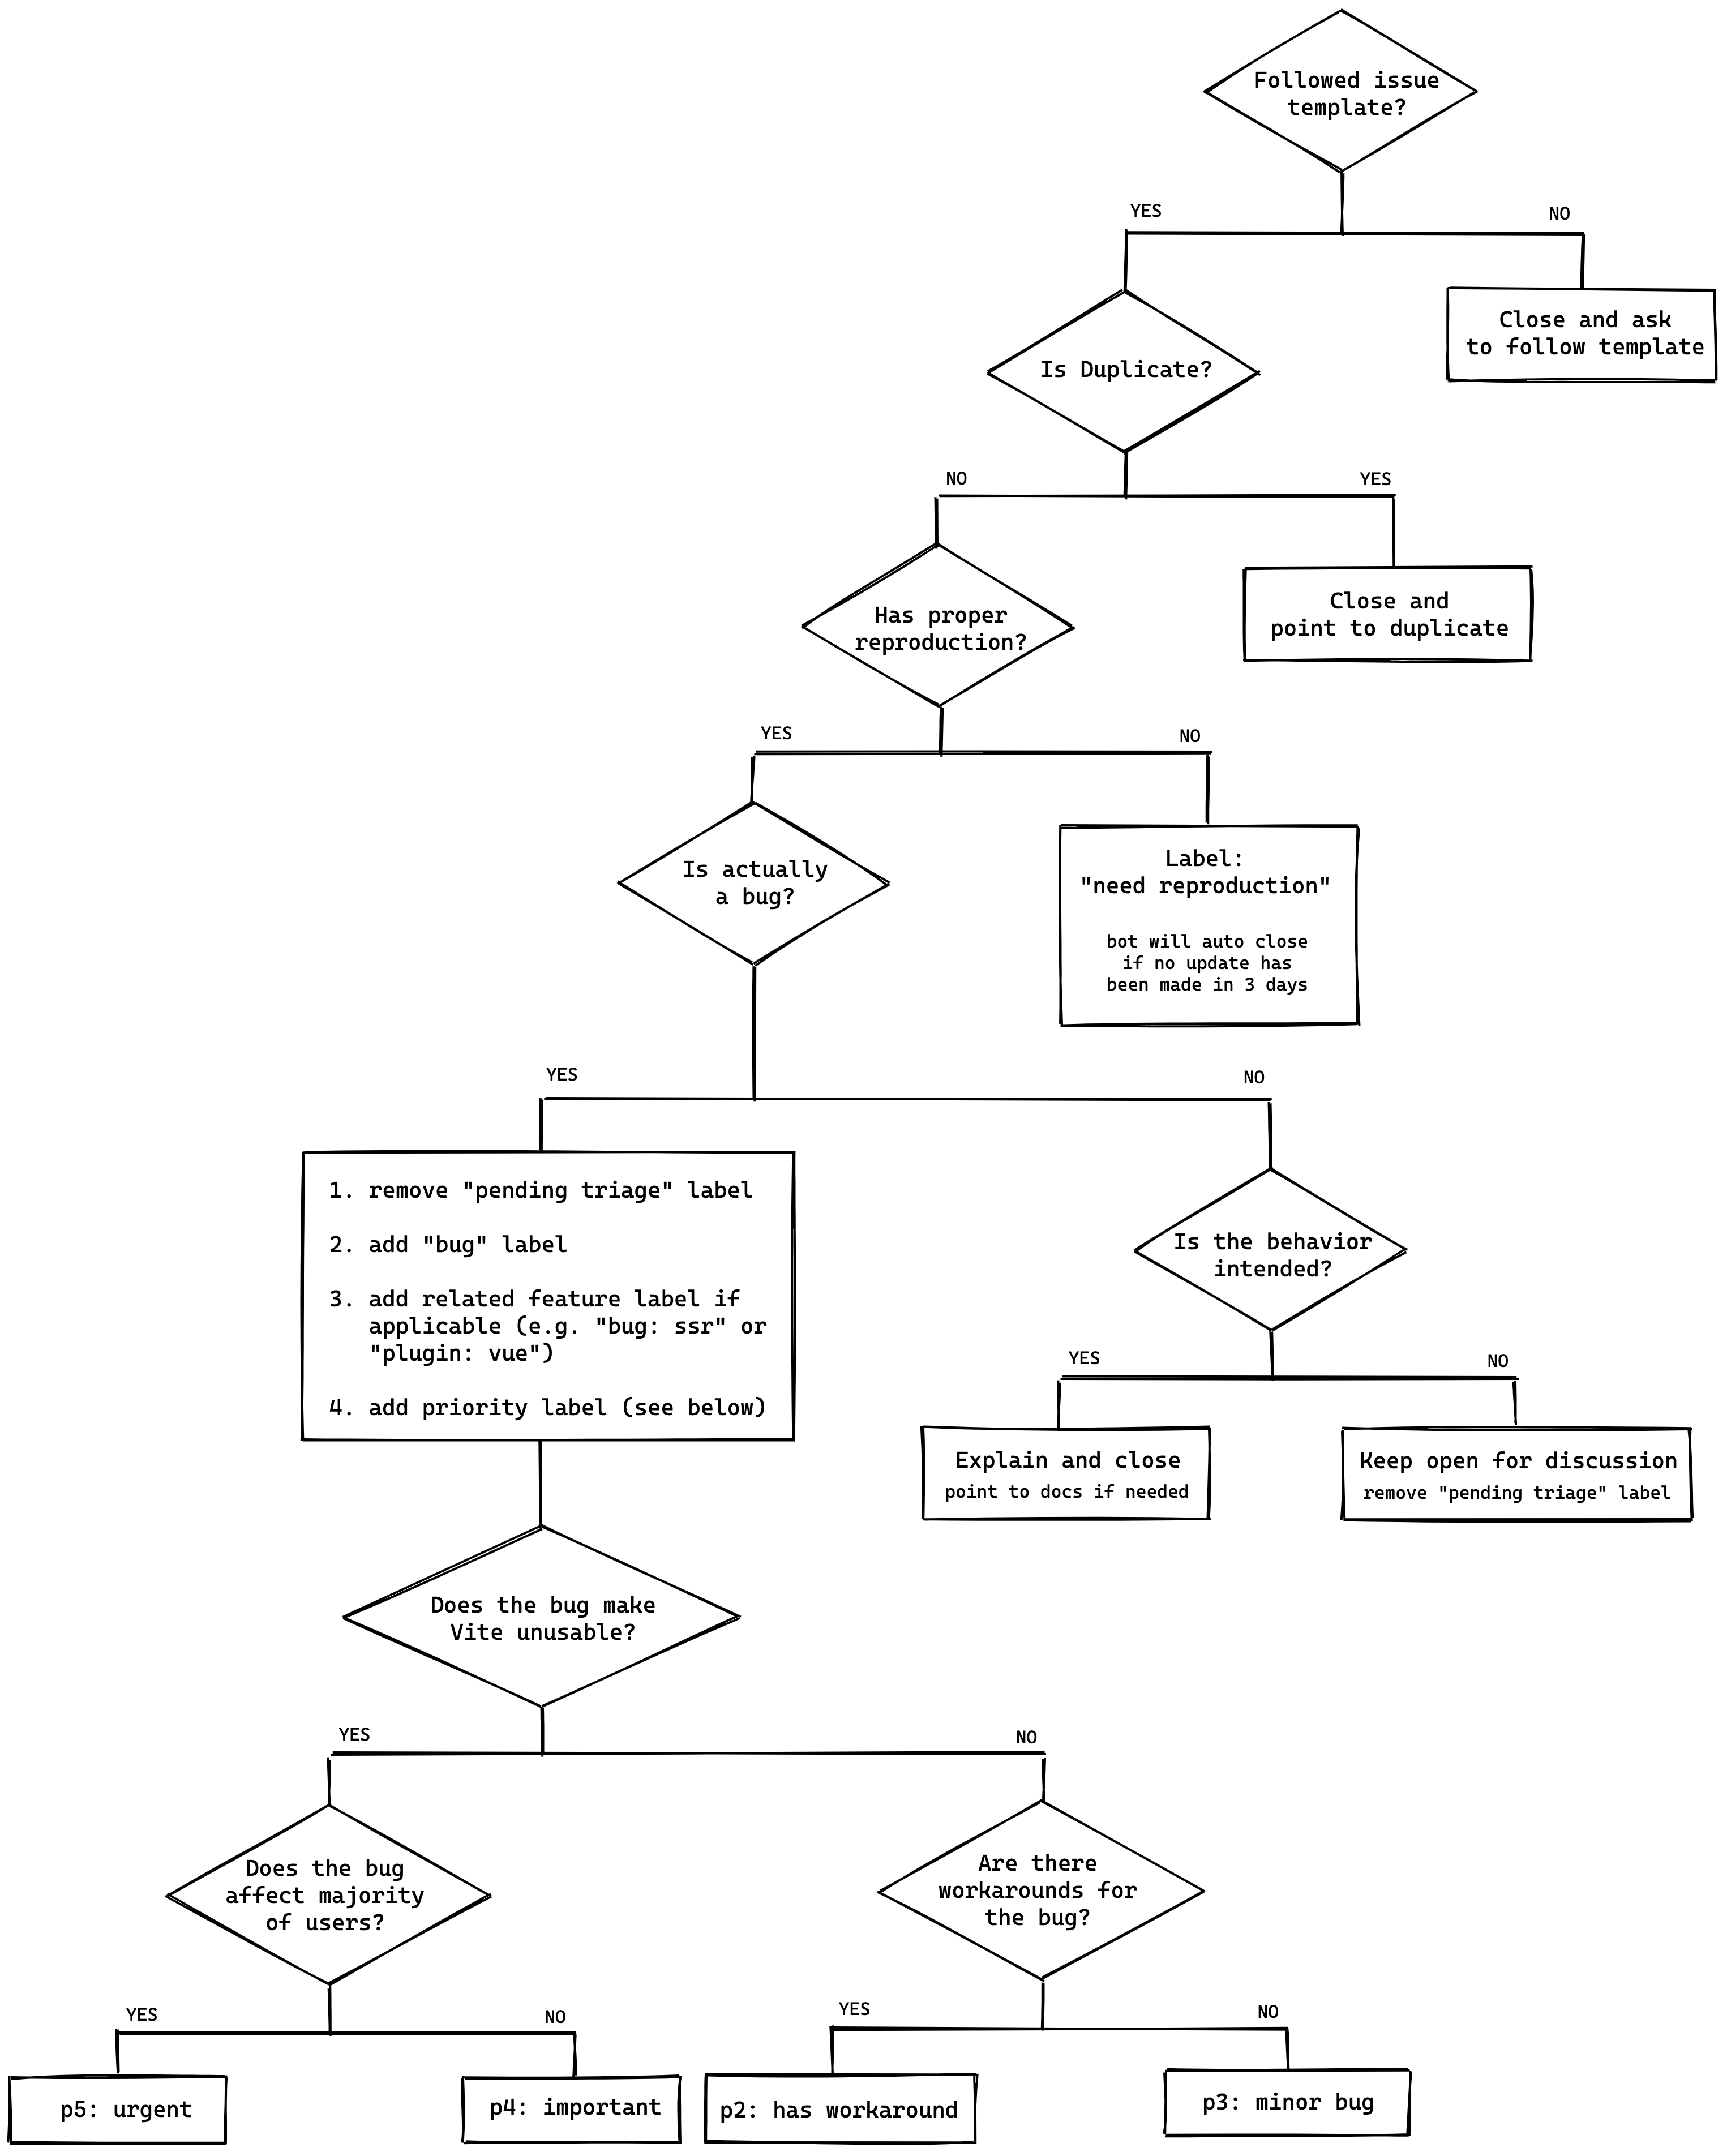 Followed issue
template?
YES
NO
Close and ask
to follow template
Is Duplicate?
NO
YES
Close and
point to duplicate
Has proper
reproduction?
YES
NO
Label:
"need reproduction"
bot will auto close
if no update has
been made in 3 days
Is actually
a bug?
YES
NO
1. remove "pending triage" label
2. add "bug" label
3. add related feature label if
applicable (e.g. "bug: ssr" or
"plugin: vue")
4. add priority label (see below)
Is the behavior
intended?
YES
NO
Explain and close
point to docs if needed
Keep open for discussion
remove "pending triage" label
Does the bug make
Vite unusable?
YES
NO
Does the bug
affect majority
of users?
Are there
workarounds for
the bug?
YES
NO
YES
NO
p5: urgent
p4: important
p2: has workaround
p3: minor bug